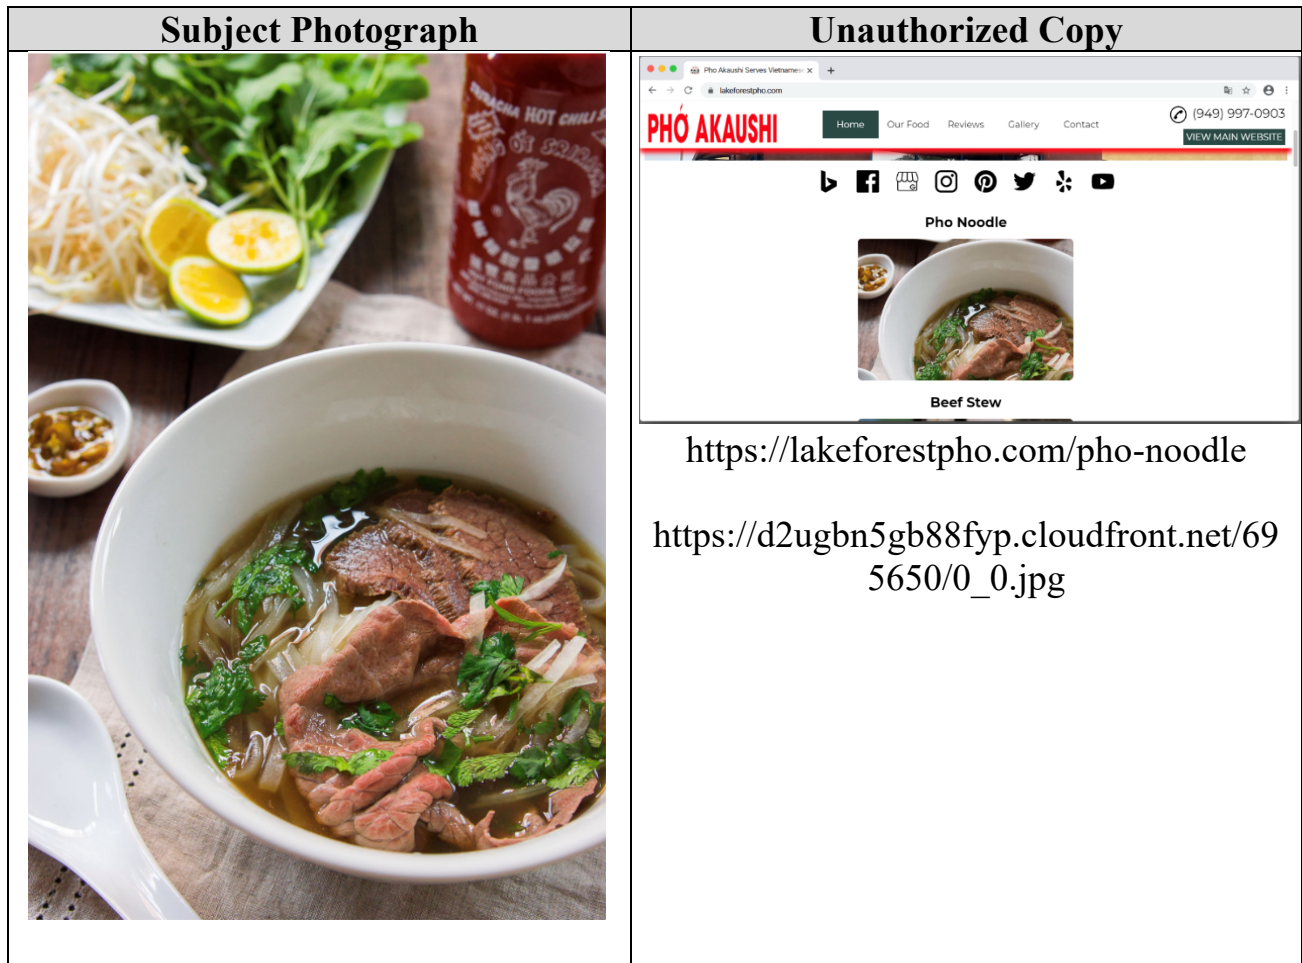 Subject Photograph
Unauthorized Copy
SRIRACHA HOT CHILI
Pho Akaushi Serves Vietnamese
lakeforestpho.com
PHỞ AKAUSHI
Home
Our Food
Reviews
Gallery
Contact
(949) 997-0903
VIEW MAIN WEBSITE
Pho Noodle
Beef Stew
https://lakeforestpho.com/pho-noodle
https://d2ugbn5gb88fyp.cloudfront.net/69
5650/0_0.jpg